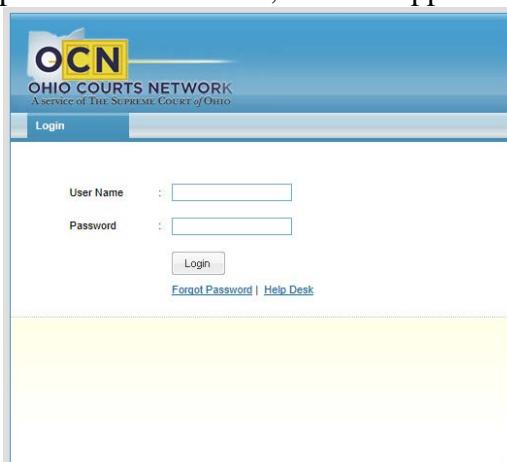 OCN
OHIO COURTS NETWORK
A service of THE SUPREME COURT of OHIO
Login
User Name :
Password :
Login
Forgot Password | Help Desk